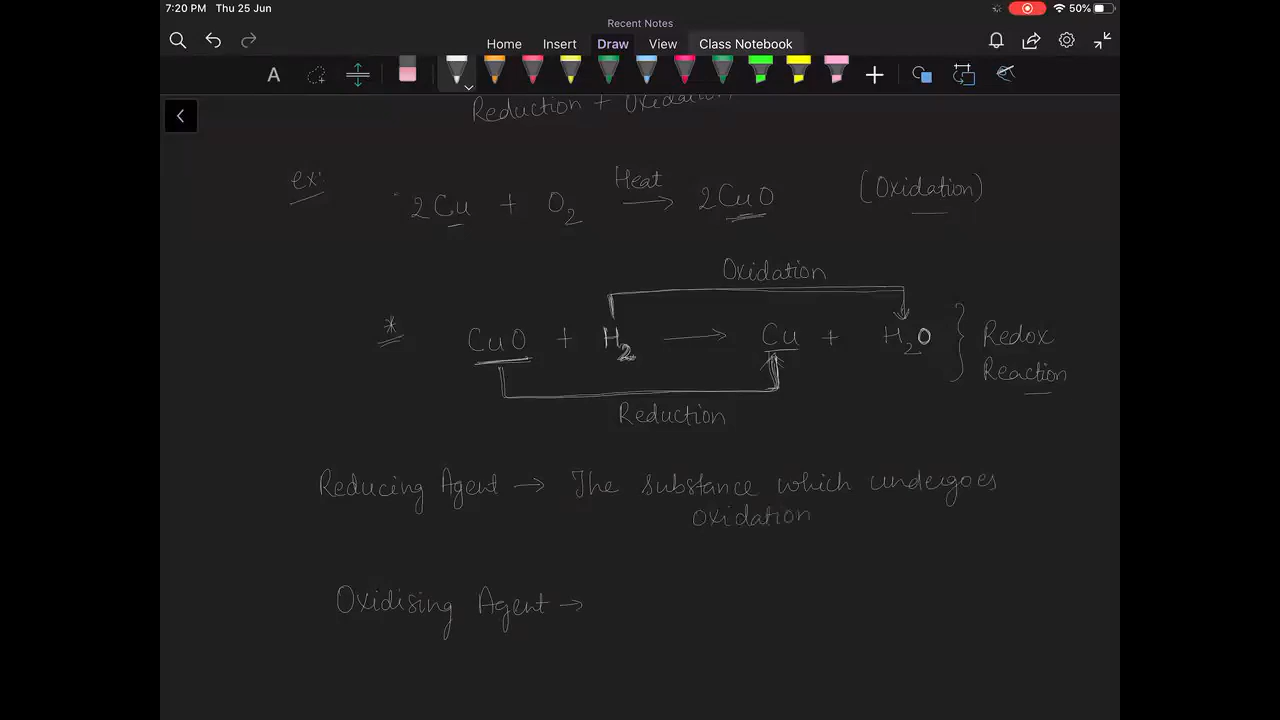 7:20 PM Thu 25 Jun
50%
Recent Notes
Home Insert Draw View Class Notebook
A
Reduction + Oxidation
ex:
2Cu + O2 Heat → 2CuO (Oxidation)
Oxidation
* CuO + H2 → Cu + H2O } Redox
Reaction
Reduction
Reducing Agent → The substance which undergoes
oxidation
Oxidising Agent →